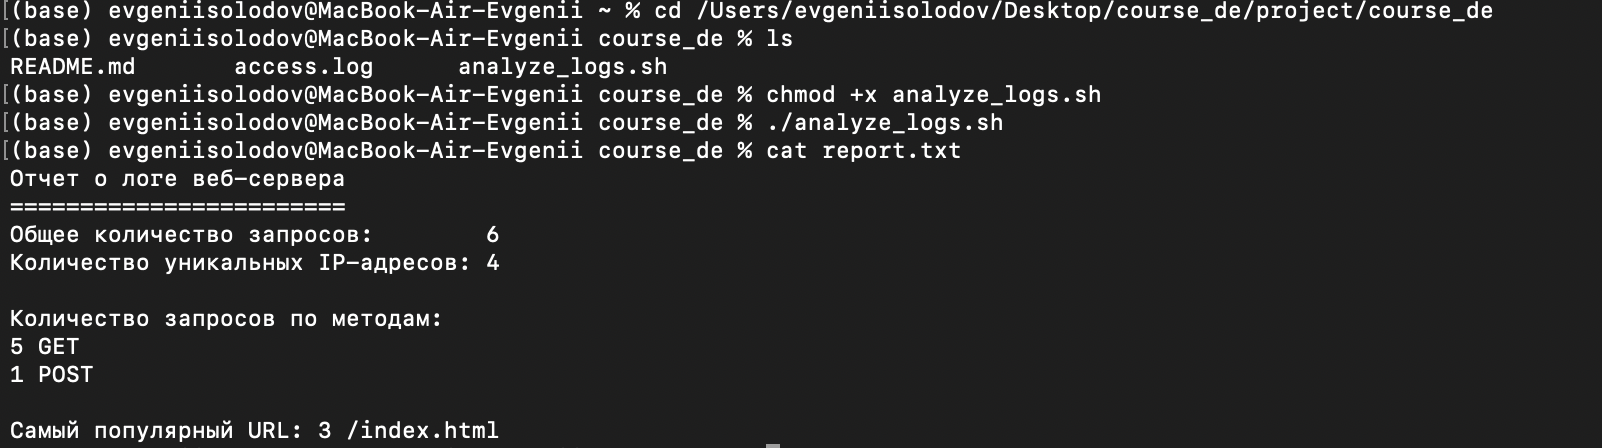 [(base) evgeniisolodov@MacBook-Air-Evgenii ~ % cd /Users/evgeniisolodov/Desktop/course_de/project/course_de
[(base) evgeniisolodov@MacBook-Air-Evgenii course_de % ls
README.md       access.log      analyze_logs.sh
[(base) evgeniisolodov@MacBook-Air-Evgenii course_de % chmod +x analyze_logs.sh
[(base) evgeniisolodov@MacBook-Air-Evgenii course_de % ./analyze_logs.sh
[(base) evgeniisolodov@MacBook-Air-Evgenii course_de % cat report.txt
Отчет о логе веб-сервера
========================
Общее количество запросов:        6
Количество уникальных IP-адресов: 4
Количество запросов по методам:
5 GET
1 POST
Самый популярный URL: 3 /index.html